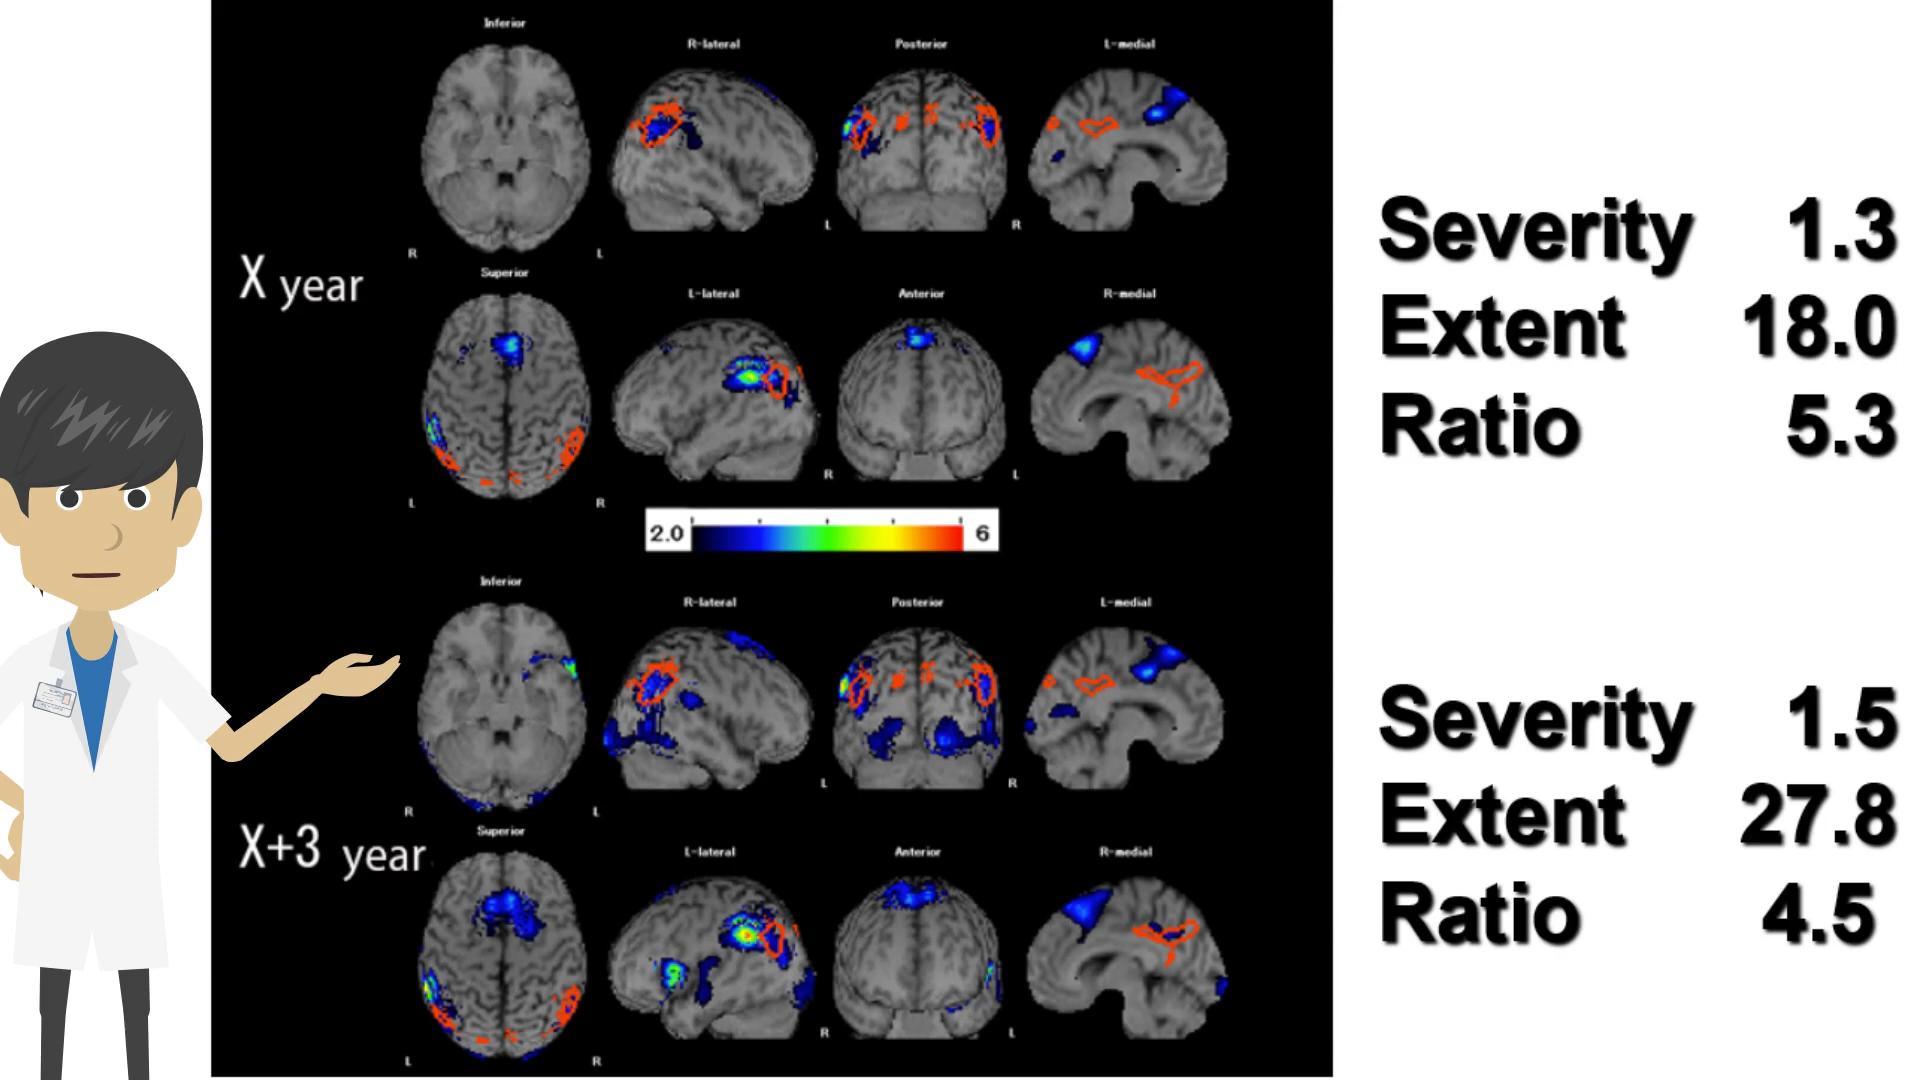 Inferior
R-lateral
Posterior
L-medial
R
L
L
R
X year
Superior
L-lateral
Anterior
R-medial
L
R
R
L
2.0
6
Severity 1.3
Extent 18.0
Ratio 5.3
Inferior
R-lateral
Posterior
L-medial
R
L
L
R
X+3 year
Superior
L-lateral
Anterior
R-medial
L
R
R
L
Severity 1.5
Extent 27.8
Ratio 4.5